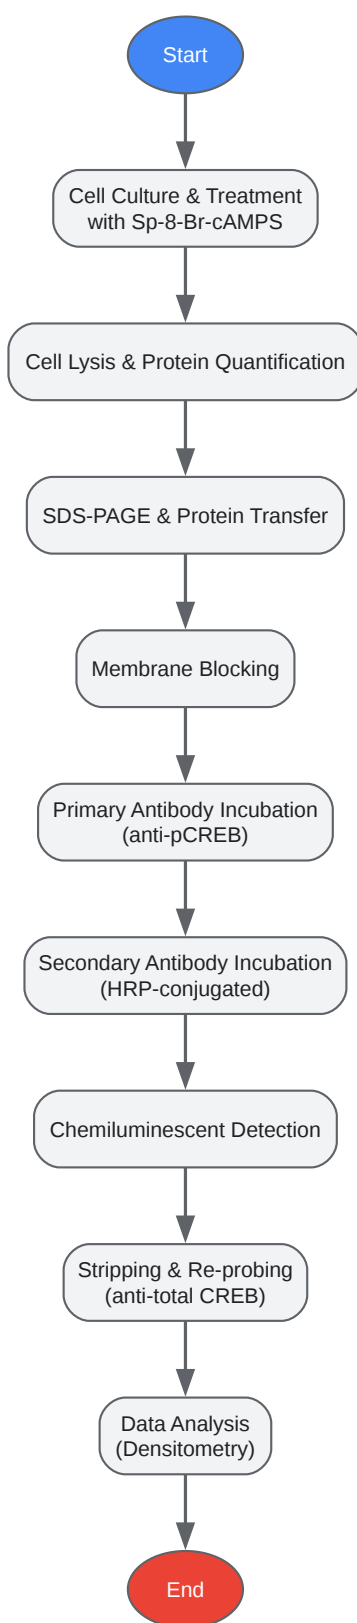 Start
Cell Culture & Treatment
with Sp-8-Br-cAMPS
Cell Lysis & Protein Quantification
SDS-PAGE & Protein Transfer
Membrane Blocking
Primary Antibody Incubation
(anti-pCREB)
Secondary Antibody Incubation
(HRP-conjugated)
Chemiluminescent Detection
Stripping & Re-probing
(anti-total CREB)
Data Analysis
(Densitometry)
End